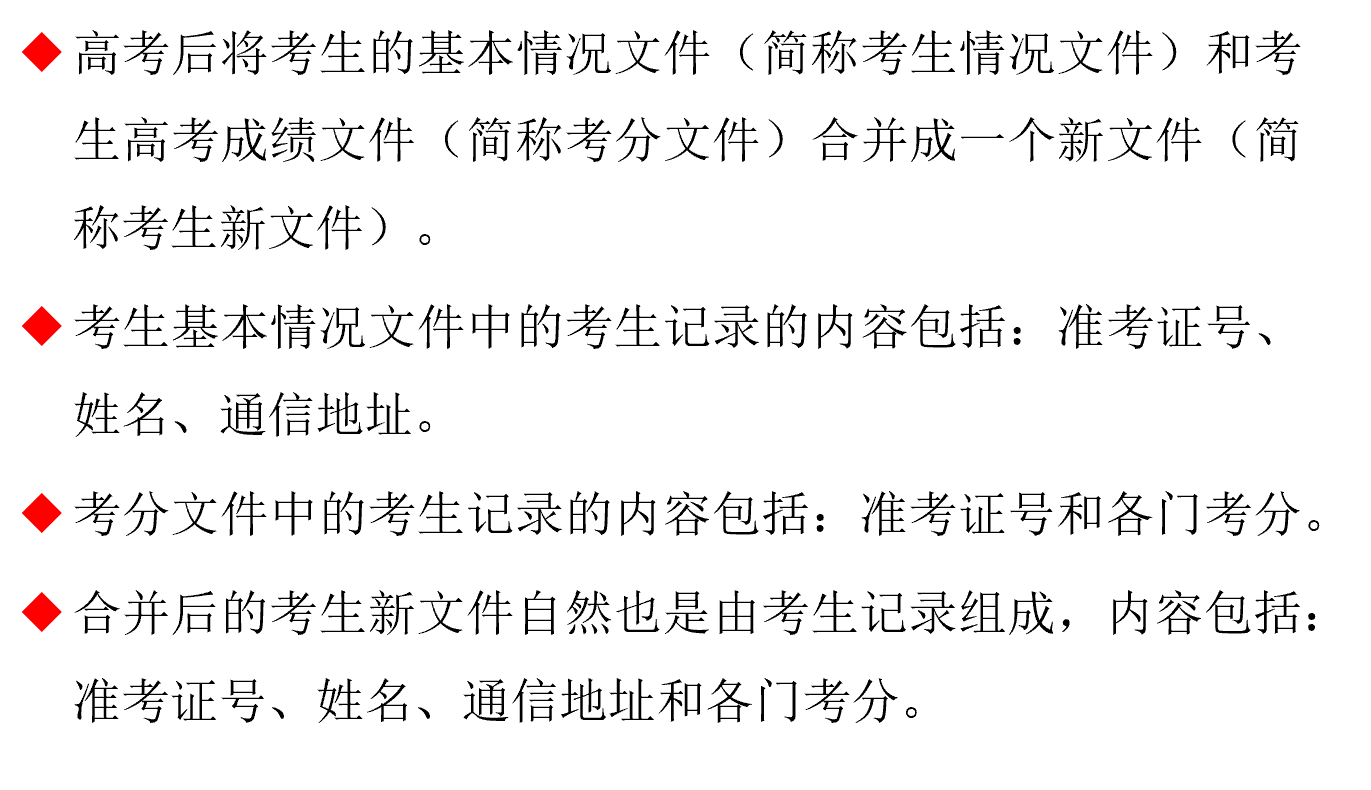 ◆高考后将考生的基本情况文件（简称考生情况文件）和考
生高考成绩文件（简称考分文件）合并成一个新文件（简
称考生新文件）。
◆考生基本情况文件中的考生记录的内容包括：准考证号、
姓名、通信地址。
◆考分文件中的考生记录的内容包括：准考证号和各门考分。
◆合并后的考生新文件自然也是由考生记录组成，内容包括：
准考证号、姓名、通信地址和各门考分。